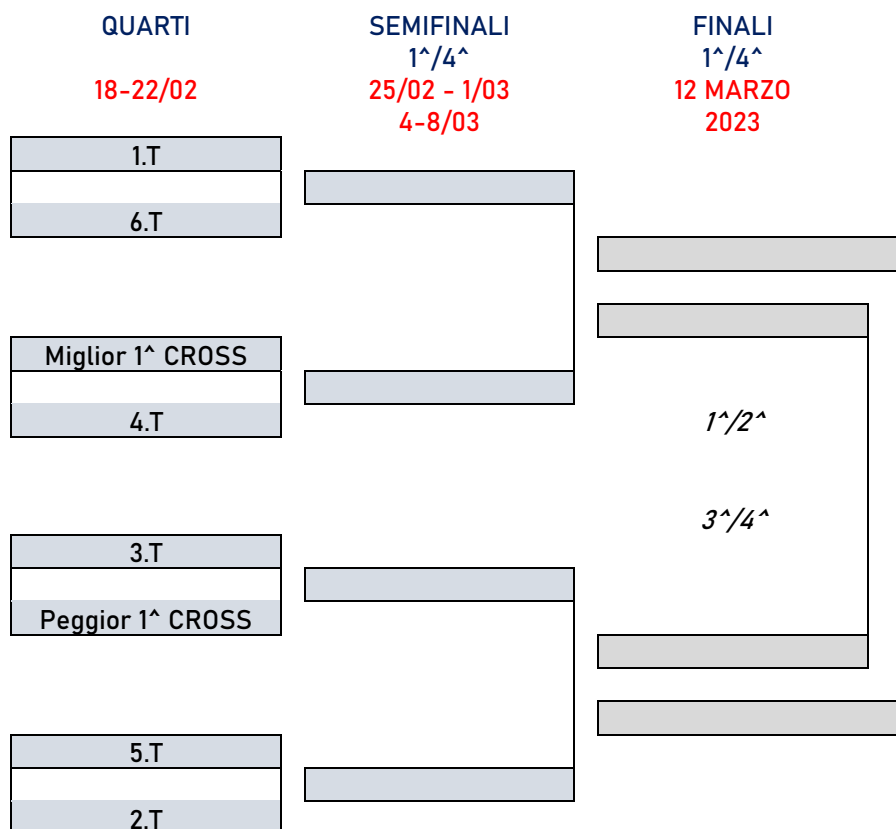 QUARTI
18-22/02
SEMIFINALI
1^/4^
25/02 - 1/03
4-8/03
FINALI
1^/4^
12 MARZO
2023
1.T
6.T
Miglior 1^ CROSS
4.T
3.T
Peggior 1^ CROSS
5.T
2.T
1^/2^
3^/4^